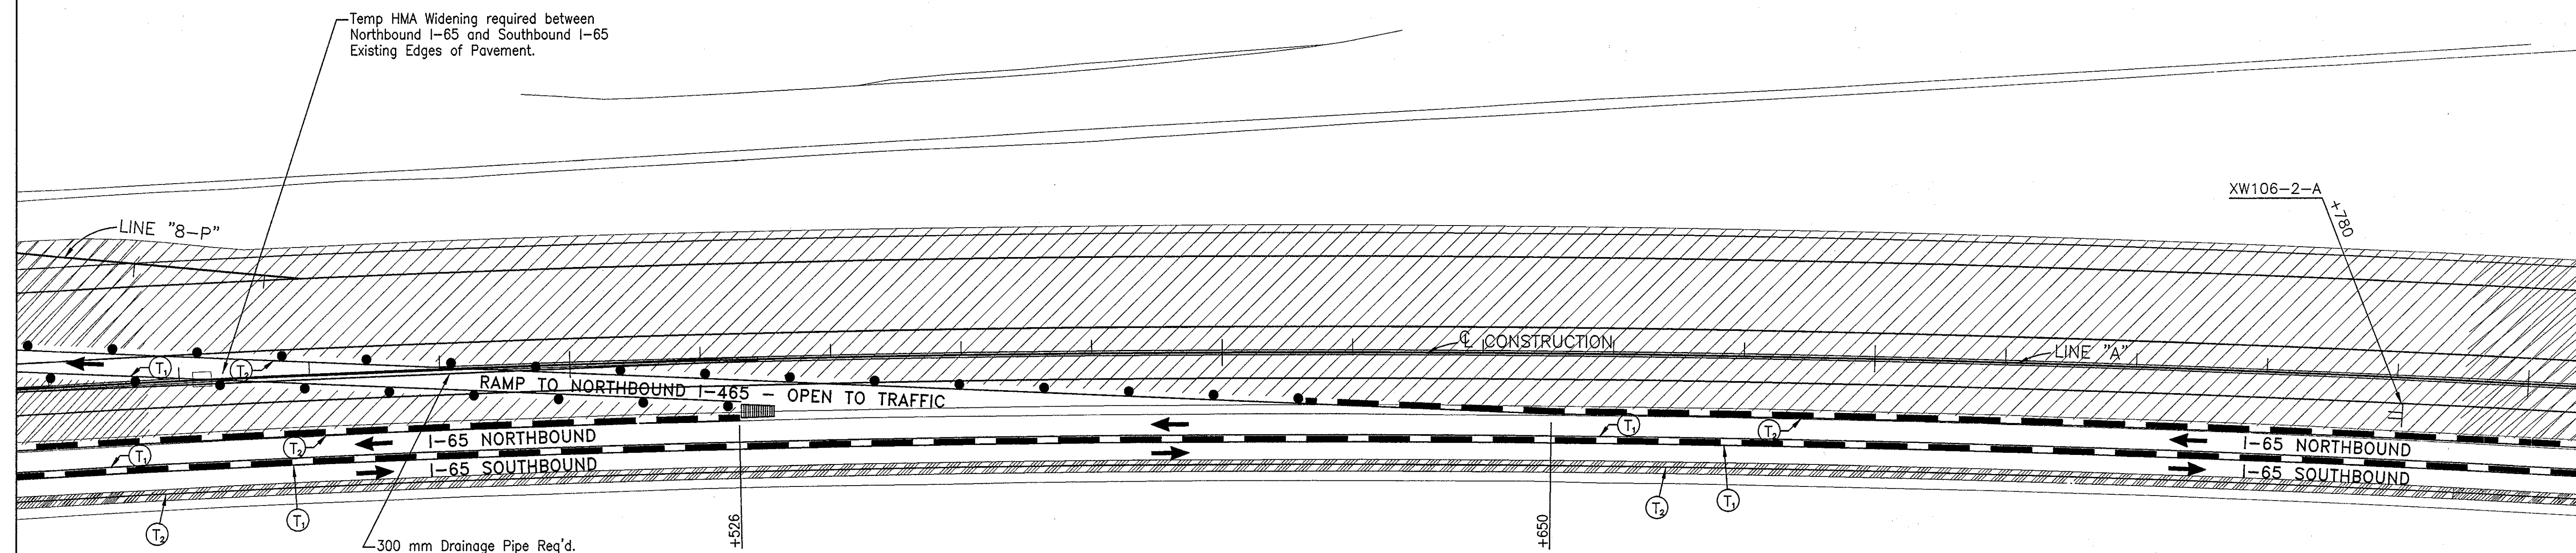 Temp HMA Widening required between
Northbound I-65 and Southbound I-65
Existing Edges of Pavement.
XW106-2-A
+780
LINE "8-P"
℄ CONSTRUCTION
LINE "A"
T₁
T₂
RAMP TO NORTHBOUND I-465 - OPEN TO TRAFFIC
T₁
T₂
T₂
I-65 NORTHBOUND
I-65 NORTHBOUND
T₁
I-65 SOUTHBOUND
I-65 SOUTHBOUND
T₂
T₁
T₂
T₁
+526
+650
300 mm Drainage Pipe Req'd.